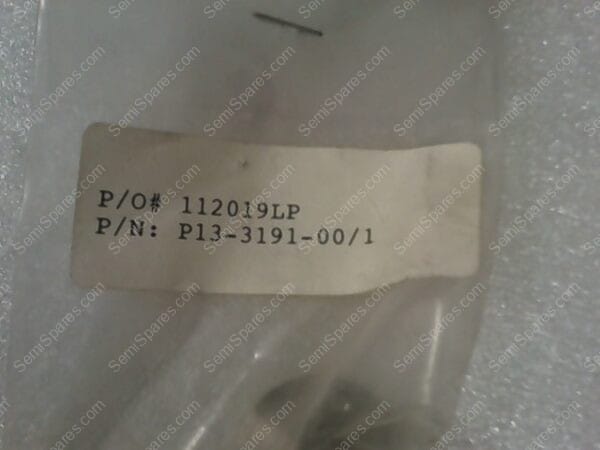 P/O# 112019LP
P/N: P13-3191-00/1
SemiSpares.com